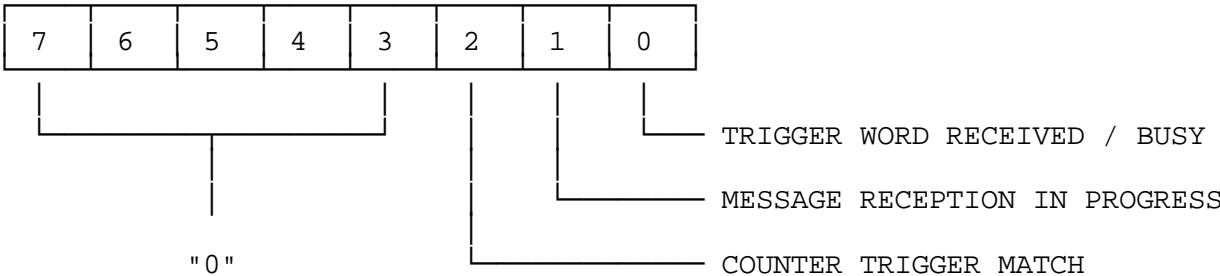 7 6 5 4 3 2 1 0
TRIGGER WORD RECEIVED / BUSY
MESSAGE RECEPTION IN PROGRESS
"0" COUNTER TRIGGER MATCH